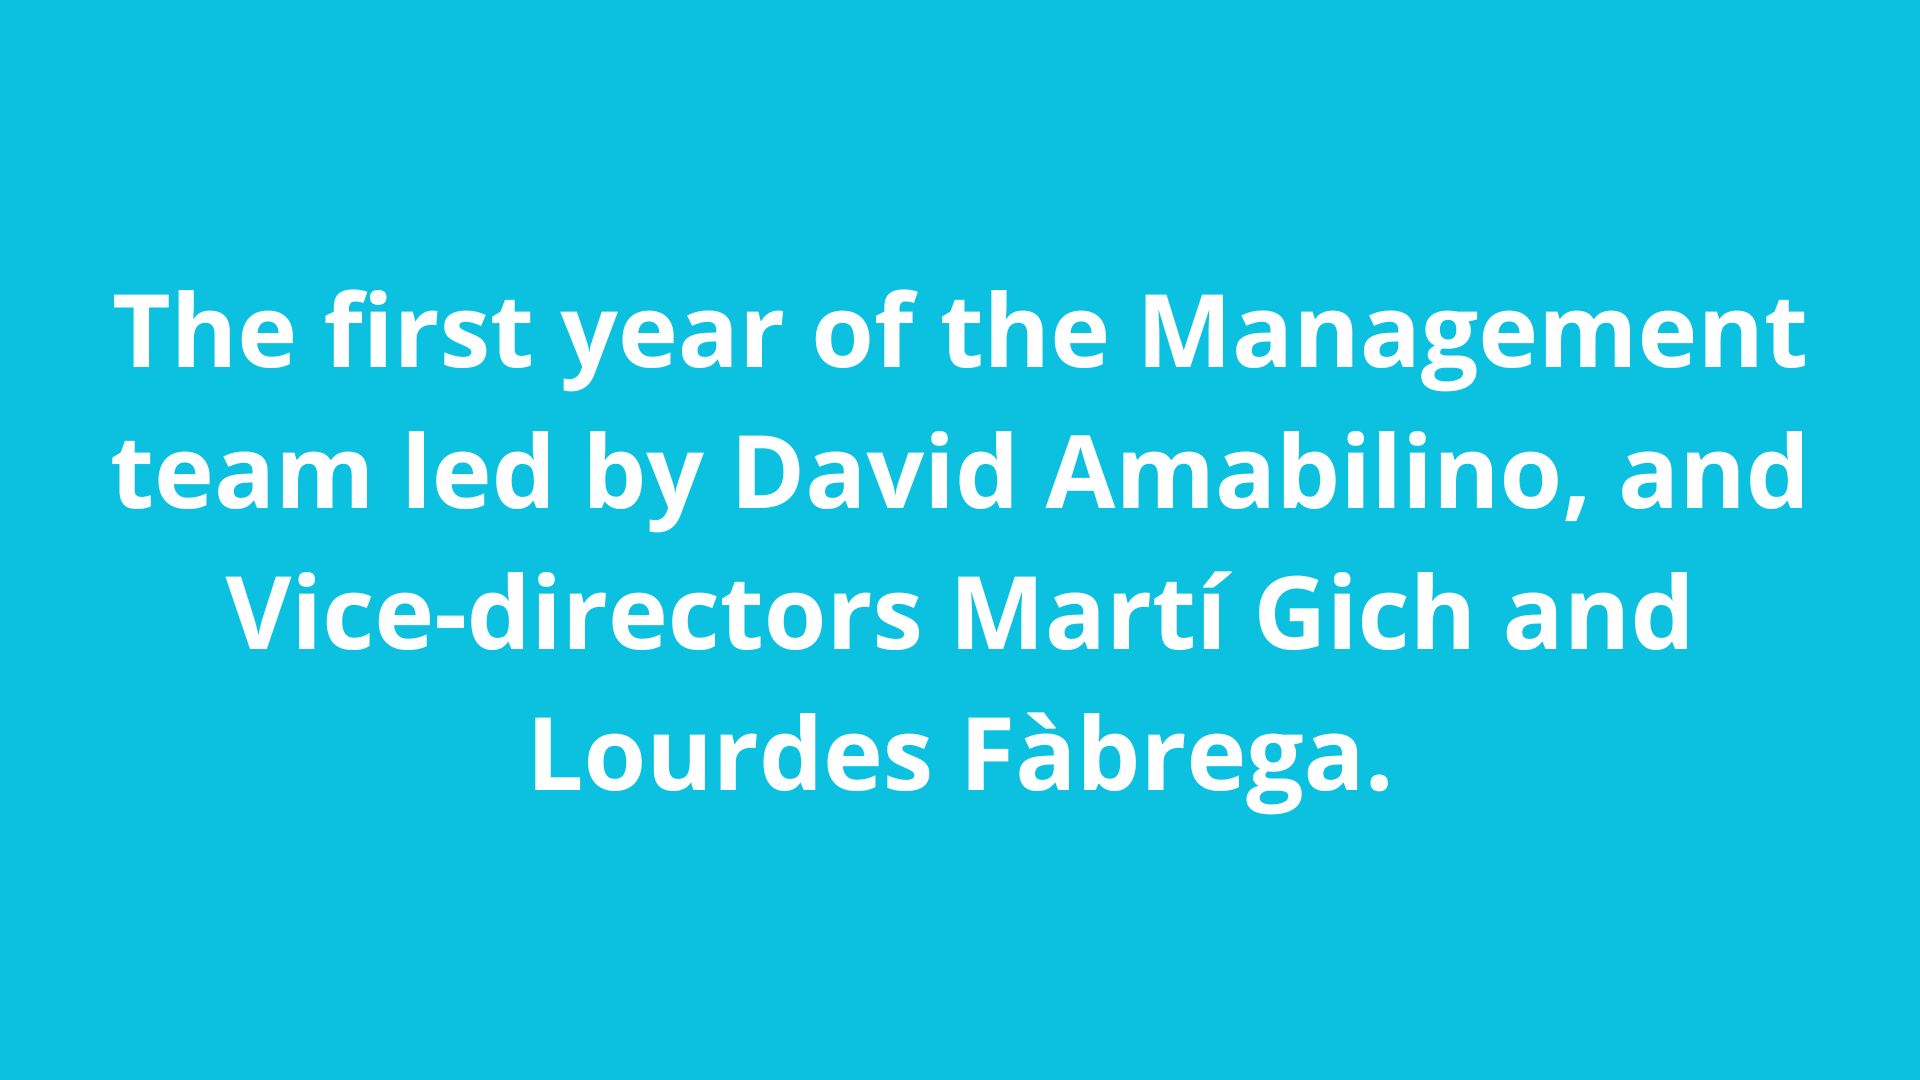 The first year of the Management
team led by David Amabilino, and
Vice-directors Martí Gich and
Lourdes Fàbrega.